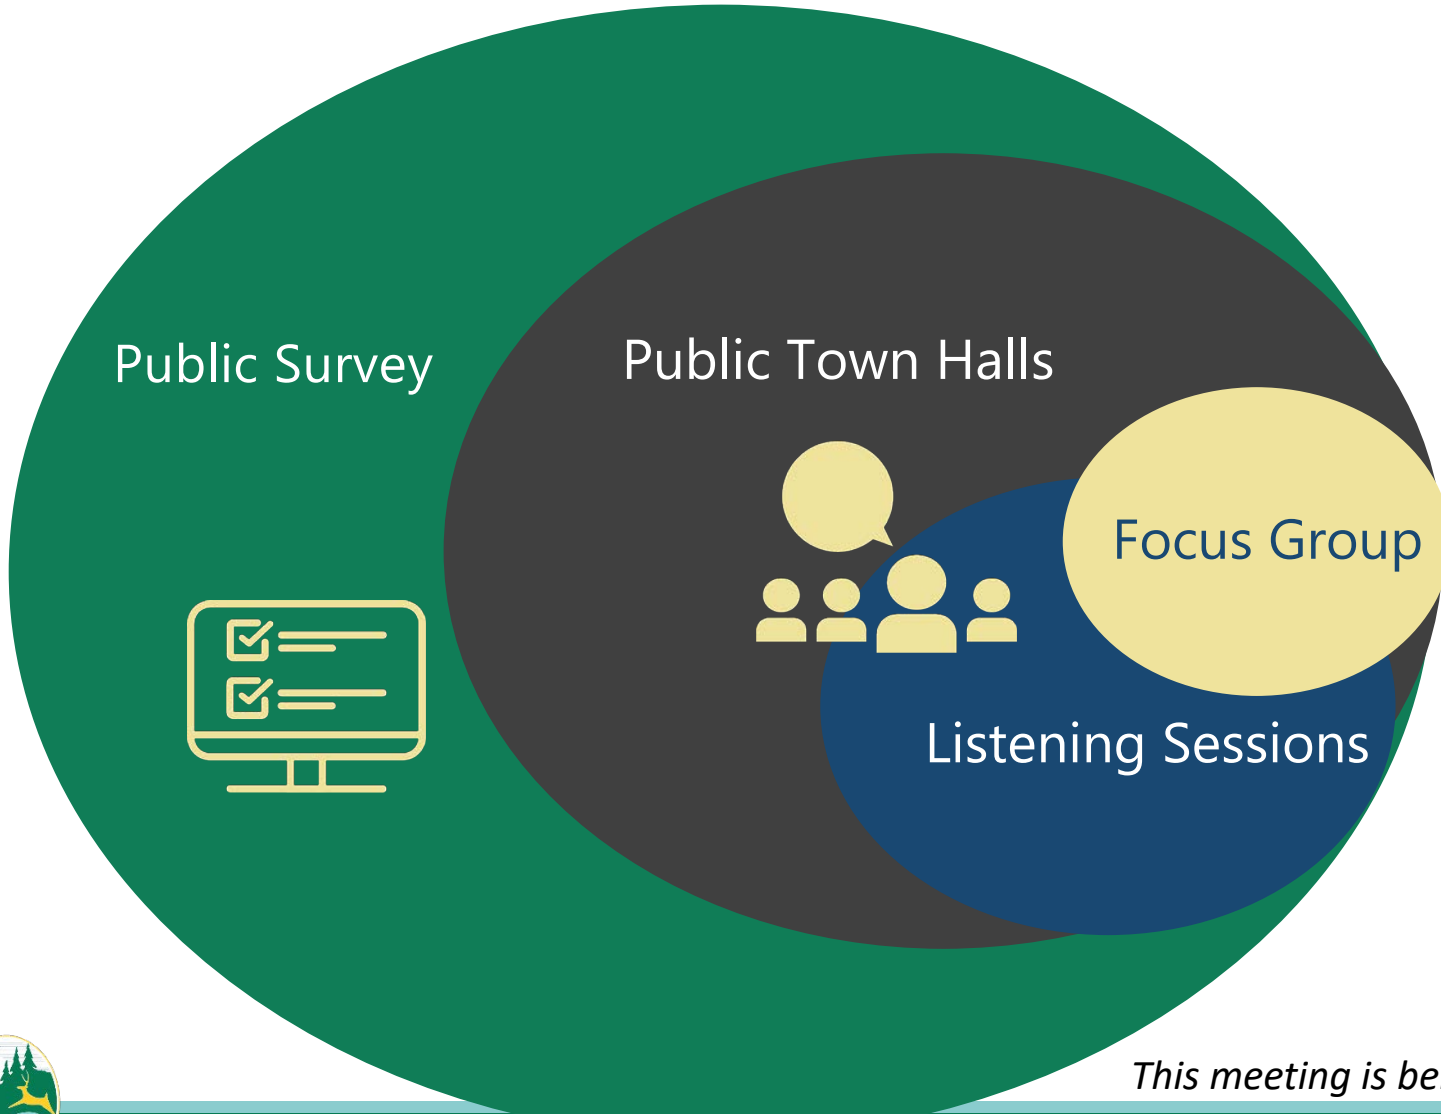 Public Survey
Public Town Halls
Focus Group
Listening Sessions
This meeting is be